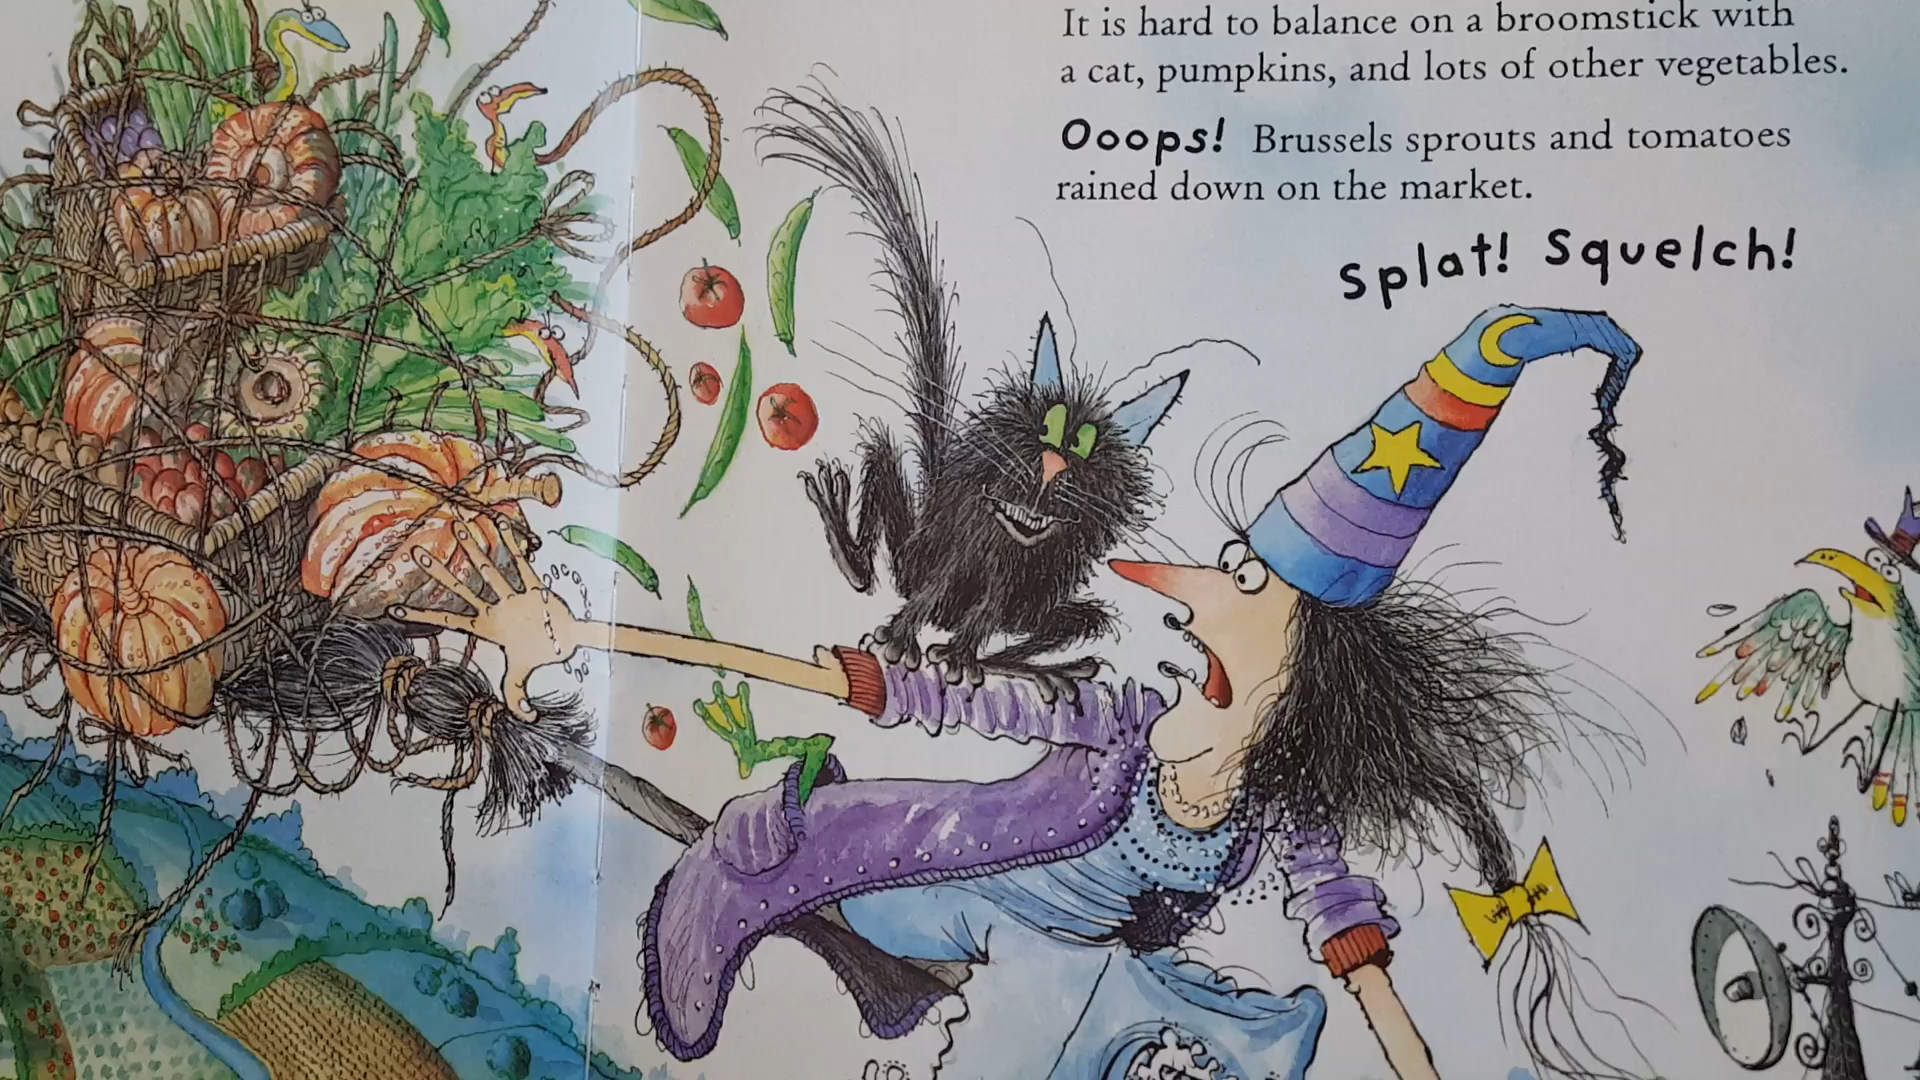 It is hard to balance on a broomstick with
a cat, pumpkins, and lots of other vegetables.
Ooops! Brussels sprouts and tomatoes
rained down on the market.
Splat! Squelch!